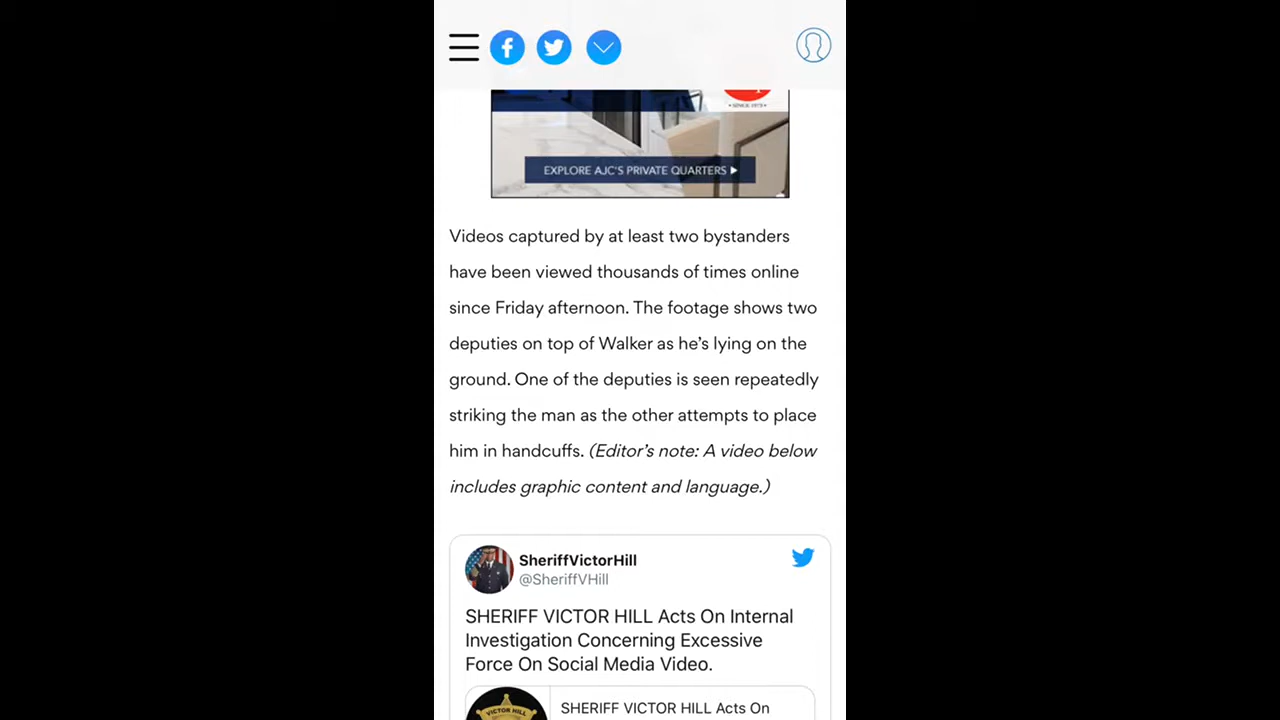 • SINCE 1973 •
EXPLORE AJC'S PRIVATE QUARTERS ▶
Videos captured by at least two bystanders
have been viewed thousands of times online
since Friday afternoon. The footage shows two
deputies on top of Walker as he’s lying on the
ground. One of the deputies is seen repeatedly
striking the man as the other attempts to place
him in handcuffs. (Editor’s note: A video below
includes graphic content and language.)
SheriffVictorHill
@SheriffVHill
SHERIFF VICTOR HILL Acts On Internal
Investigation Concerning Excessive
Force On Social Media Video.
VICTOR HILL
SHERIFF VICTOR HILL Acts On